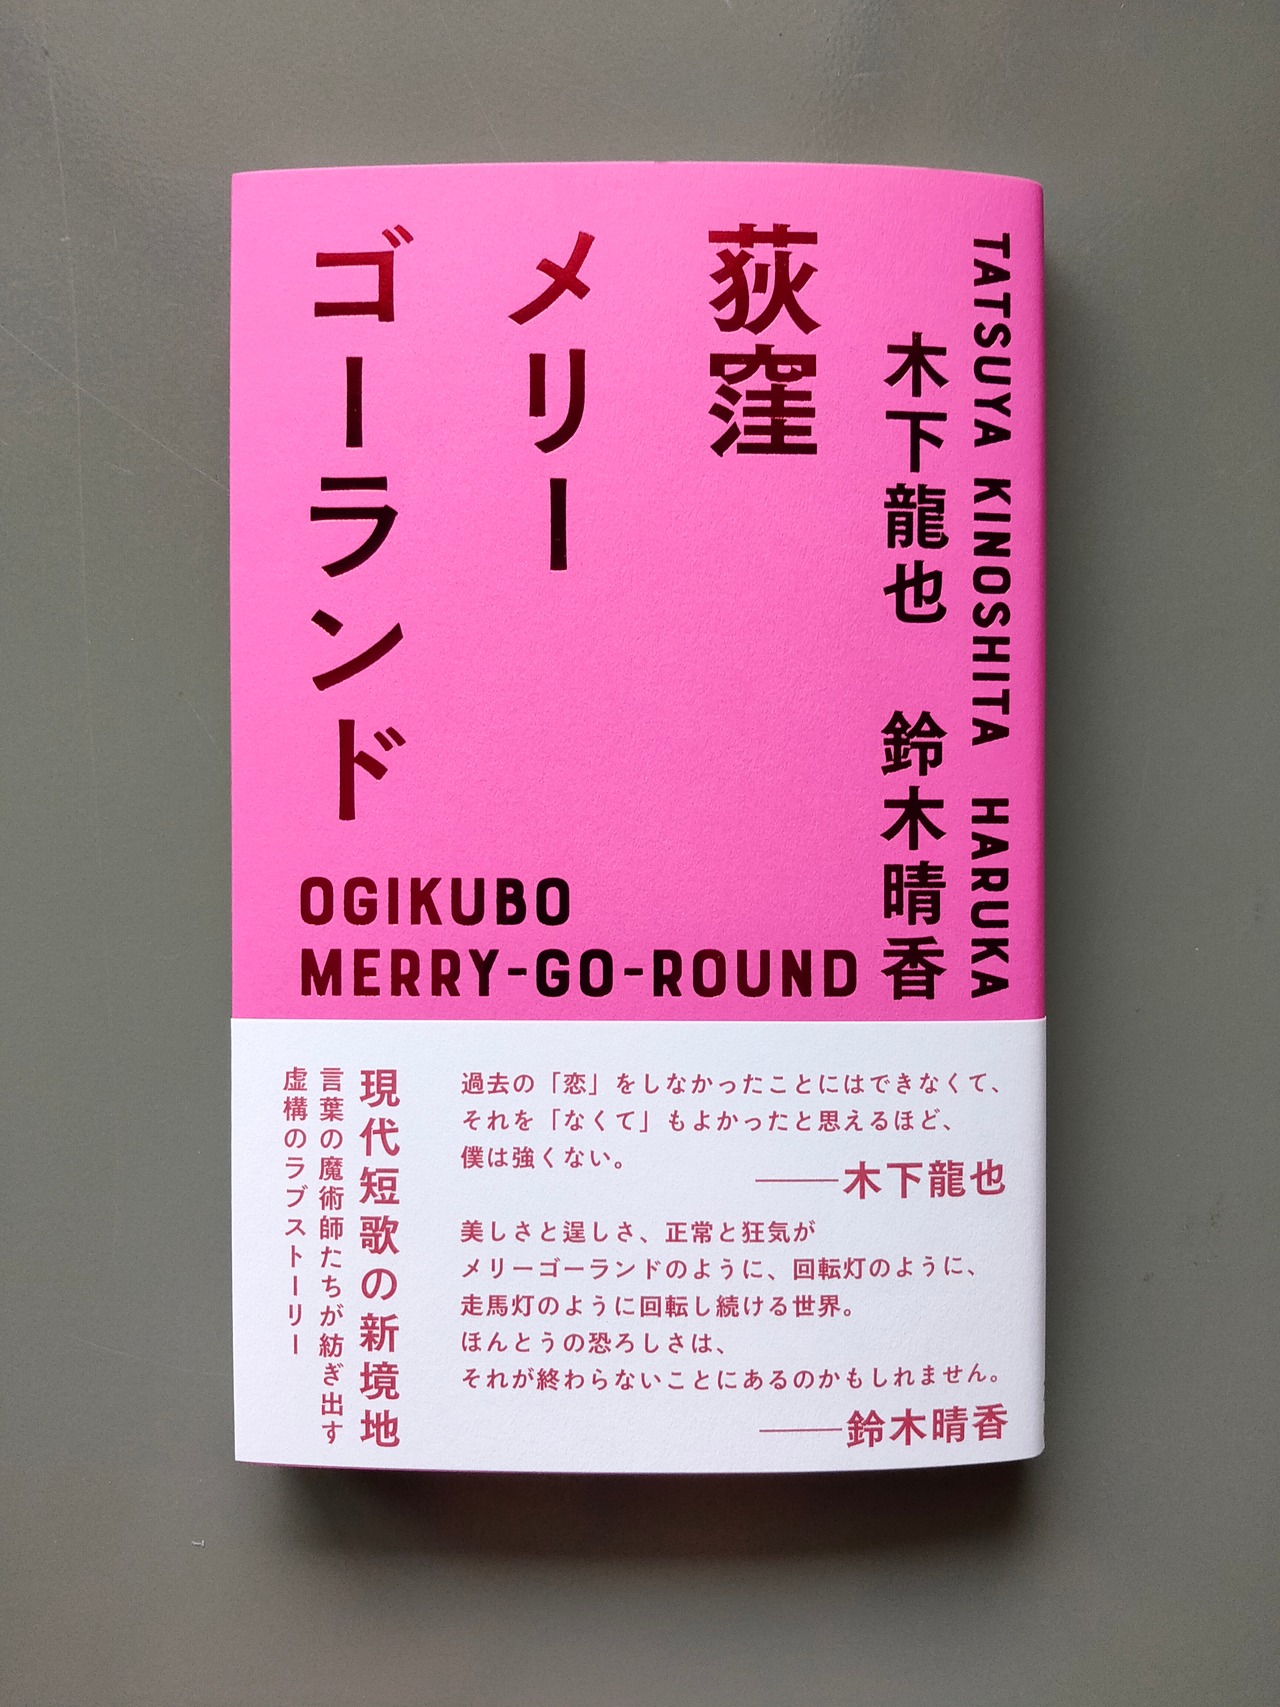 TATSUYA KINOSHITA HARUKA
木下龍也 鈴木晴香
荻窪
メリー
ゴーランド
OGIKUBO
MERRY-GO-ROUND
過去の「恋」をしなかったことにはできなくて、
それを「なくて」もよかったと思えるほど、
僕は強くない。
——木下龍也
美しさと逞しさ、正常と狂気が
メリーゴーランドのように、回転灯のように、
走馬灯のように回転し続ける世界。
ほんとうの恐ろしさは、
それが終わらないことにあるのかもしれません。
——鈴木晴香
現代短歌の新境地
言葉の魔術師たちが紡ぎ出す
虚構のラブストーリー